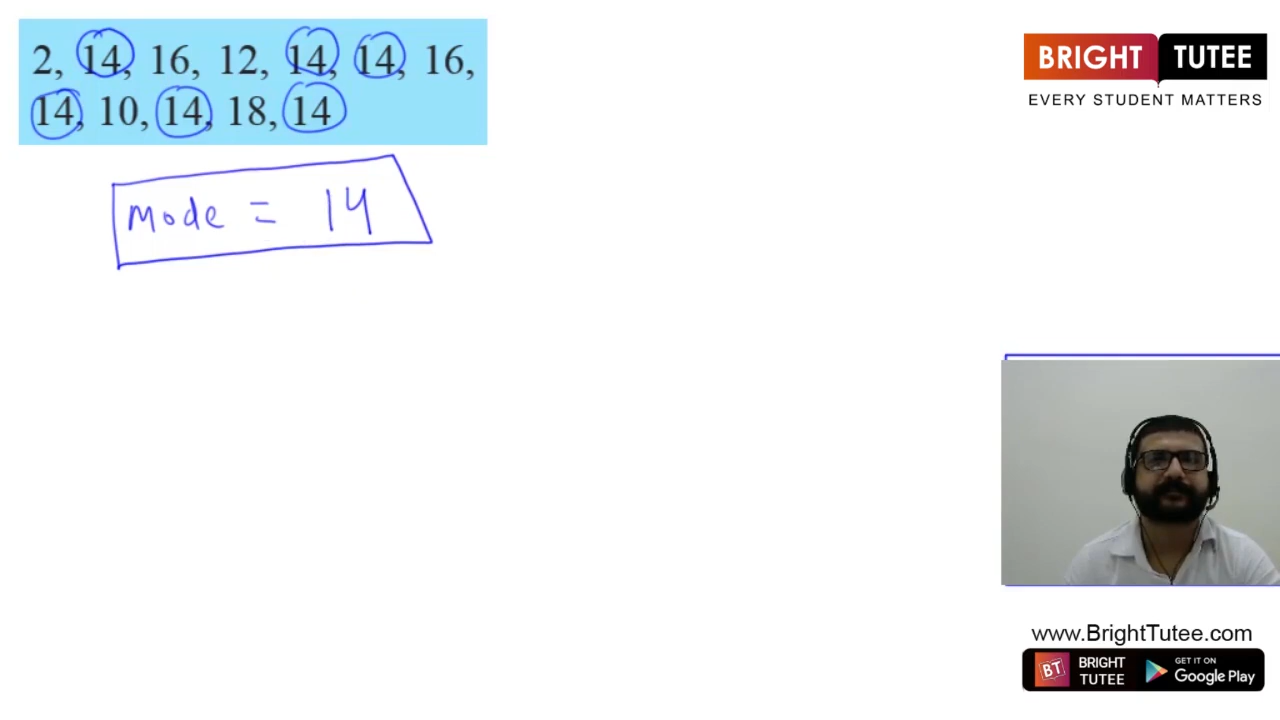 2, 14, 16, 12, 14, 14, 16,
14, 10, 14, 18, 14
Mode = 14
BRIGHT TUTEE
EVERY STUDENT MATTERS
www.BrightTutee.com
BT BRIGHT TUTEE GET IT ON Google Play